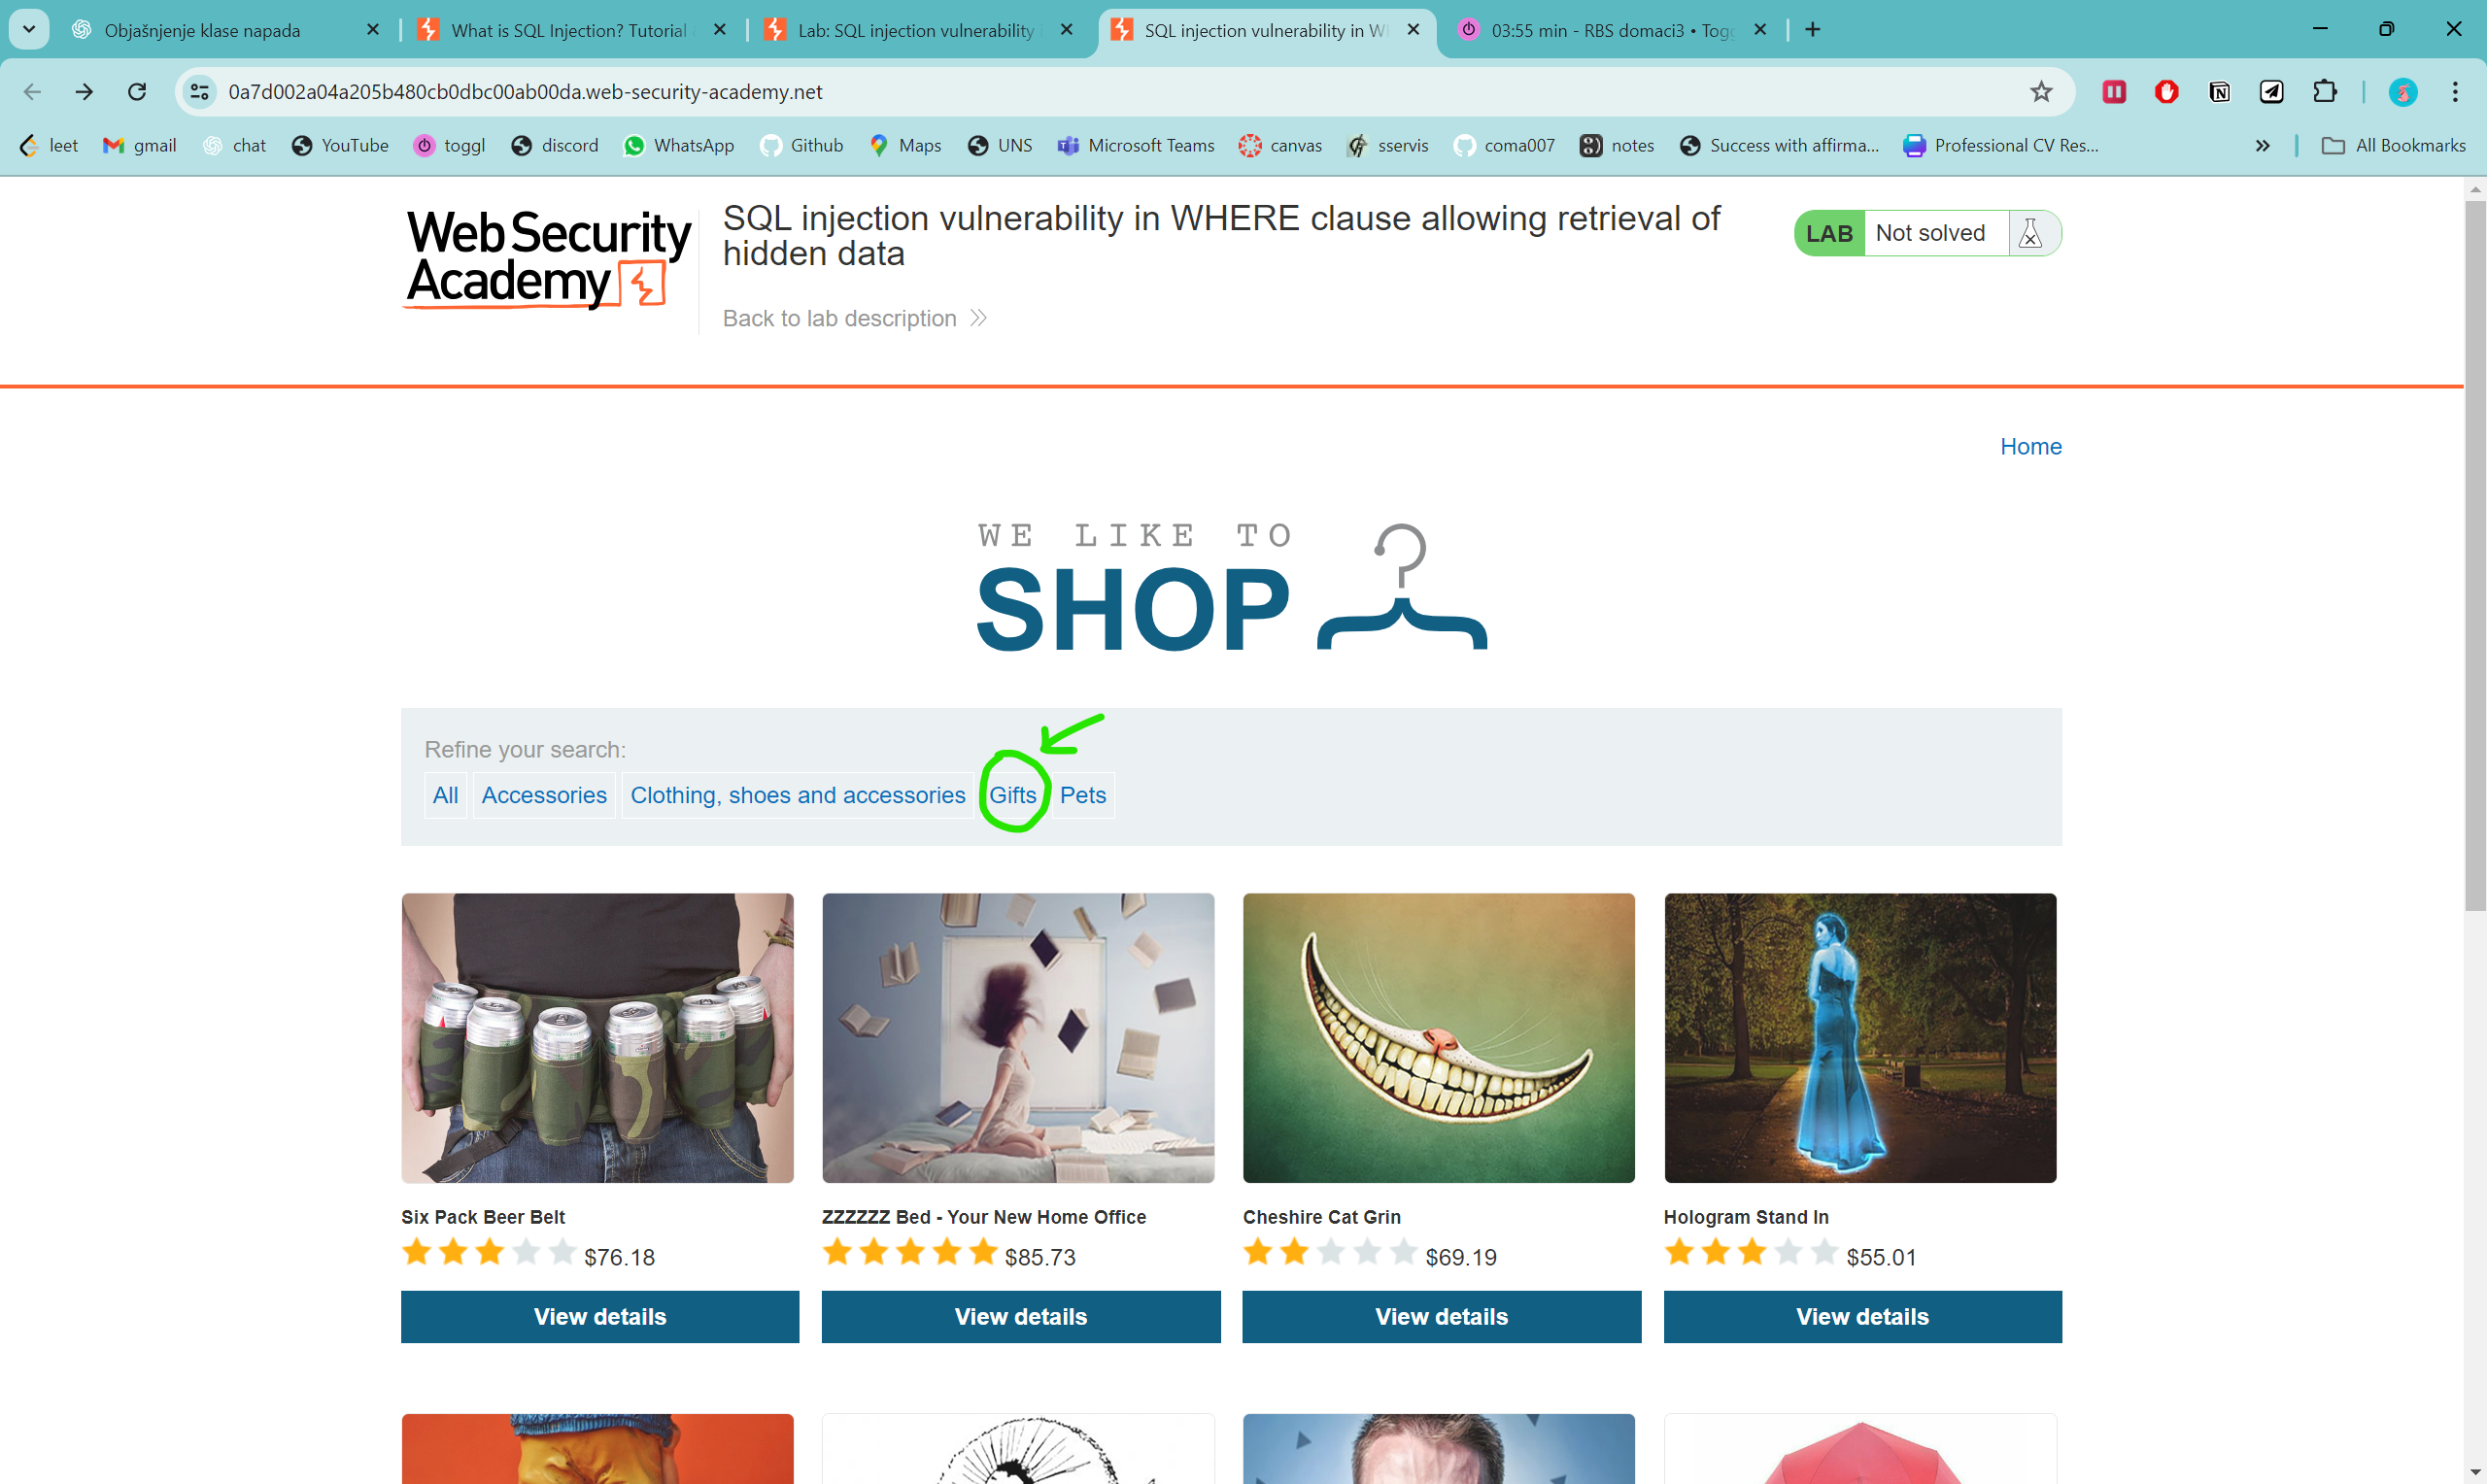 Objašnjenje klase napada
What is SQL Injection? Tutorial
Lab: SQL injection vulnerability
SQL injection vulnerability in W
03:55 min - RBS domaci3 • Togg
0a7d002a04a205b480cb0dbc00ab00da.web-security-academy.net
leet
gmail
chat
YouTube
toggl
discord
WhatsApp
Github
Maps
UNS
Microsoft Teams
canvas
sservis
coma007
notes
Success with affirma...
Professional CV Res...
All Bookmarks
WebSecurity
Academy
SQL injection vulnerability in WHERE clause allowing retrieval of
hidden data
LAB Not solved
Back to lab description
Home
WE LIKE TO
SHOP
Refine your search:
All Accessories Clothing, shoes and accessories Gifts Pets
Six Pack Beer Belt
$76.18
View details
ZZZZZZ Bed - Your New Home Office
$85.73
View details
Cheshire Cat Grin
$69.19
View details
Hologram Stand In
$55.01
View details